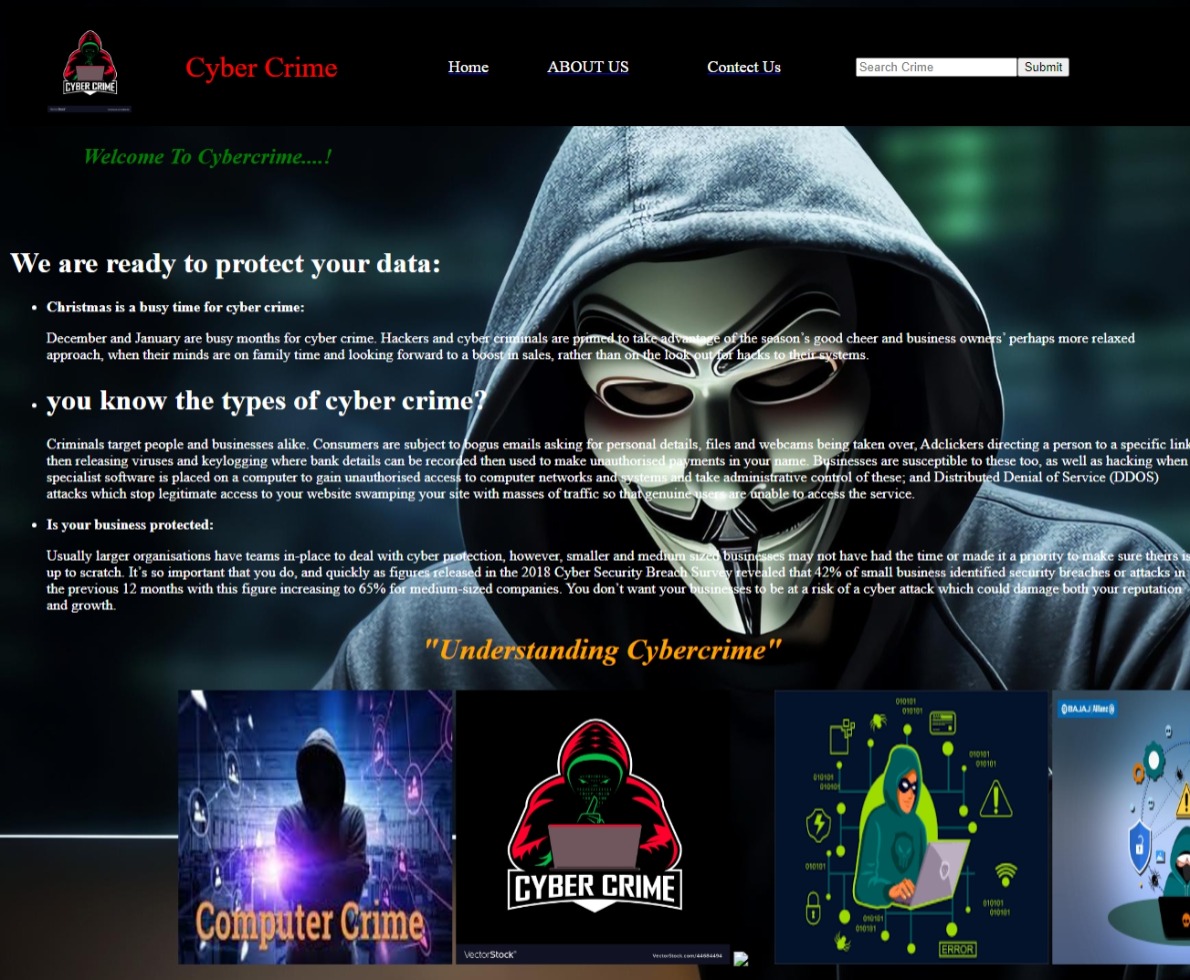 CYBER CRIME
Cyber Crime
Home
ABOUT US
Contect Us
Search Crime
Submit
Welcome To Cybercrime....!
We are ready to protect your data:
Christmas is a busy time for cyber crime:
December and January are busy months for cyber crime. Hackers and cyber criminals are primed to take advantage of the season’s good cheer and business owners’ perhaps more relaxed
approach, when their minds are on family time and looking forward to a boost in sales, rather than on the look out for hacks to their systems.
you know the types of cyber crime?
Criminals target people and businesses alike. Consumers are subject to bogus emails asking for personal details, files and webcams being taken over, Adclickers directing a person to a specific link
then releasing viruses and keylogging where bank details can be recorded then used to make unauthorised payments in your name. Businesses are susceptible to these too, as well as hacking when
specialist software is placed on a computer to gain unauthorised access to computer networks and systems and take administrative control of these; and Distributed Denial of Service (DDOS)
attacks which stop legitimate access to your website swamping your site with masses of traffic so that genuine users are unable to access the service.
Is your business protected:
Usually larger organisations have teams in-place to deal with cyber protection, however, smaller and medium sized businesses may not have had the time or made it a priority to make sure theirs is
up to scratch. It’s so important that you do, and quickly as figures released in the 2018 Cyber Security Breach Survey revealed that 42% of small business identified security breaches or attacks in
the previous 12 months with this figure increasing to 65% for medium-sized companies. You don’t want your businesses to be at a risk of a cyber attack which could damage both your reputation
and growth.
"Understanding Cybercrime"
Computer Crime
CYBER CRIME
VectorStock
VectorStock.com/44684494
010101
010101
010101
010101
010101
010101
010101
010101
010101
010101
010101
ERROR
BAJAJ Allianz